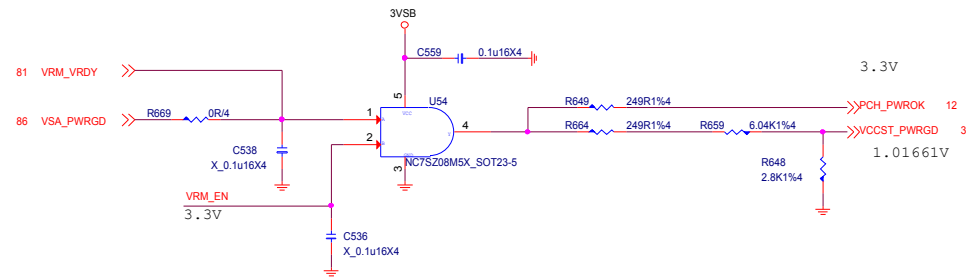 3VSB
C559
0.1u16X4
81 VRM_VRDY
3.3V
5
U54
VCC
R649
249R1%4
PCH_PWROK 12
86 VSA_PWRGD
R669
0R/4
1
A
4
Y
R664
249R1%4
R659
6.04K1%4
VCCST_PWRGD 3
2
B
1.01661V
C538
X_0.1u16X4
GND
3
NC7SZ08M5X_SOT23-5
R648
2.8K1%4
VRM_EN
3.3V
C536
X_0.1u16X4